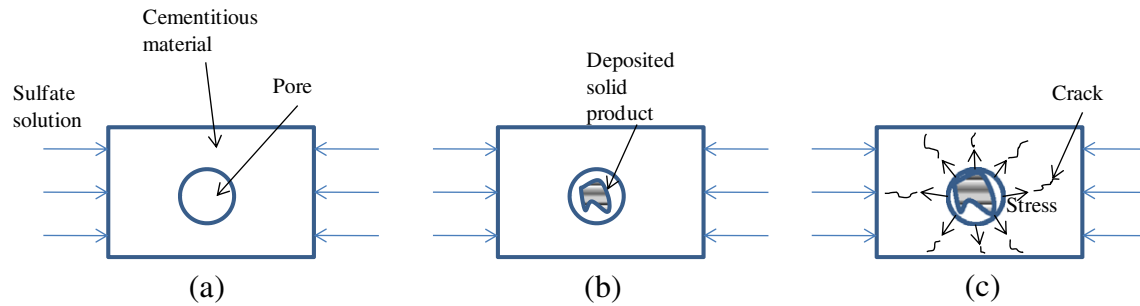 Cementitious
material
Pore
Sulfate
solution
(a)
Deposited
solid
product
(b)
Crack
Stress
(c)